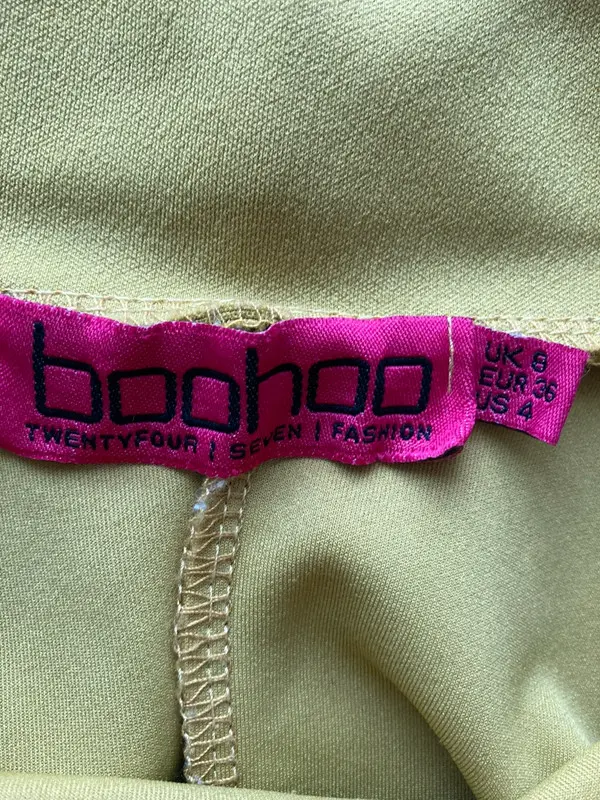 boohoo
TWENTYFOUR | SEVEN | FASHION
UK 8
EUR 36
US 4